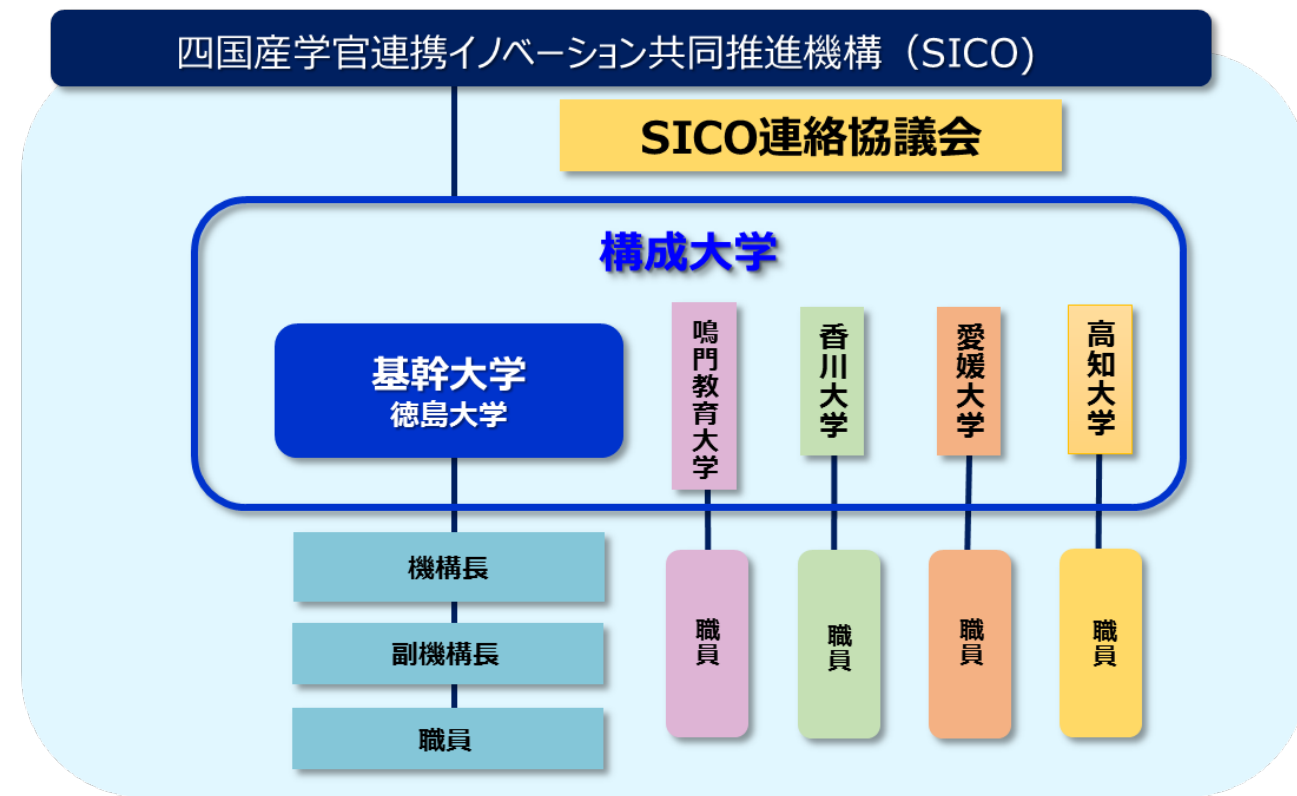 四国産学官連携イノベーション共同推進機構（SICO)
SICO連絡協議会
構成大学
基幹大学
徳島大学
鳴門教育大学
香川大学
愛媛大学
高知大学
機構長
副機構長
職員
職員
職員
職員
職員